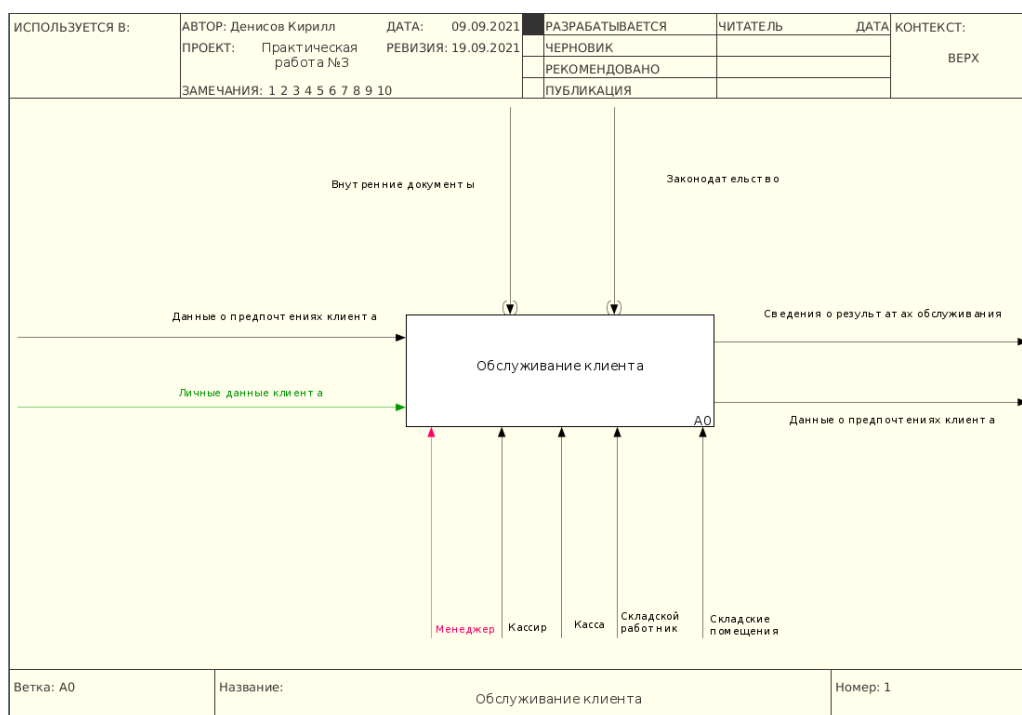 ИСПОЛЬЗУЕТСЯ В:
АВТОР: Денисов Кирилл
ДАТА: 09.09.2021
ПРОЕКТ: Практическая
работа №3
РЕВИЗИЯ: 19.09.2021
ЗАМЕЧАНИЯ: 1 2 3 4 5 6 7 8 9 10
РАЗРАБАТЫВАЕТСЯ
ЧЕРНОВИК
РЕКОМЕНДОВАНО
ПУБЛИКАЦИЯ
ЧИТАТЕЛЬ
ДАТА
КОНТЕКСТ:
ВЕРХ
Внутренние документы
Законодательство
Данные о предпочтениях клиента
Сведения о результатах обслуживания
Обслуживание клиента
Личные данные клиента
A0
Данные о предпочтениях клиента
Менеджер
Кассир
Касса
Складской
работник
Складские
помещения
Ветка: A0
Название:
Обслуживание клиента
Номер: 1